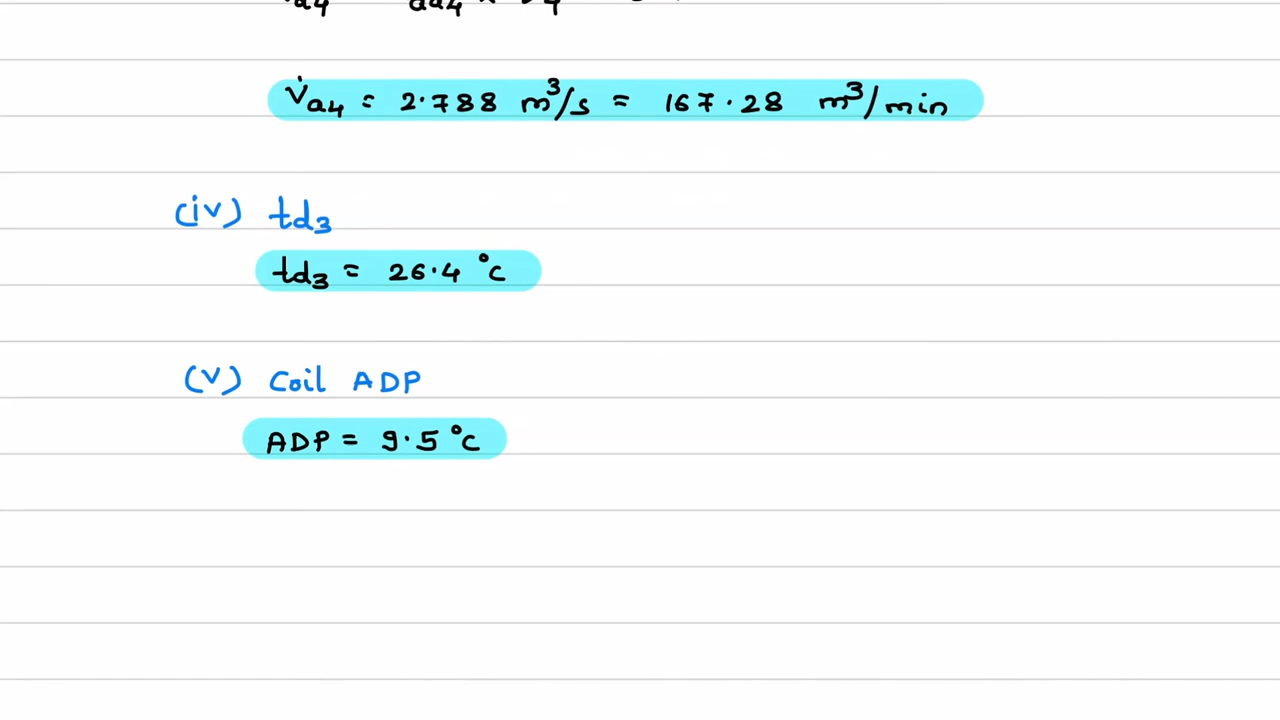 V̇a4 = 2.788 m³/s = 167.28 m³/min
(iv) td3
td3 = 26.4 °c
(v) Coil ADP
ADP = 9.5 °c